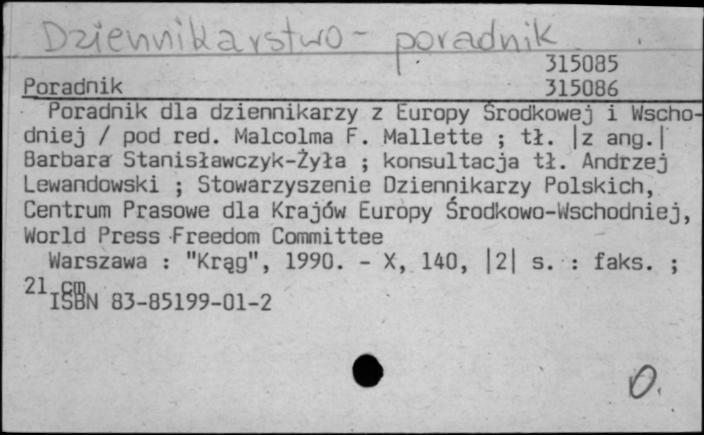 Dziennikarstwo - poradnik
315085
Poradnik 315086
Poradnik dla dziennikarzy z Europy Środkowej i Wscho-
dniej / pod red. Malcolma F. Mallette ; tł. |z ang.|
Barbara Stanisławczyk-Żyła ; konsultacja tł. Andrzej
Lewandowski ; Stowarzyszenie Dziennikarzy Polskich,
Centrum Prasowe dla Krajów Europy Środkowo-Wschodniej,
World Press Freedom Committee
Warszawa : "Krąg", 1990. - X, 140, |2| s. : faks. ;
21 cm
ISBN 83-85199-01-2
0.